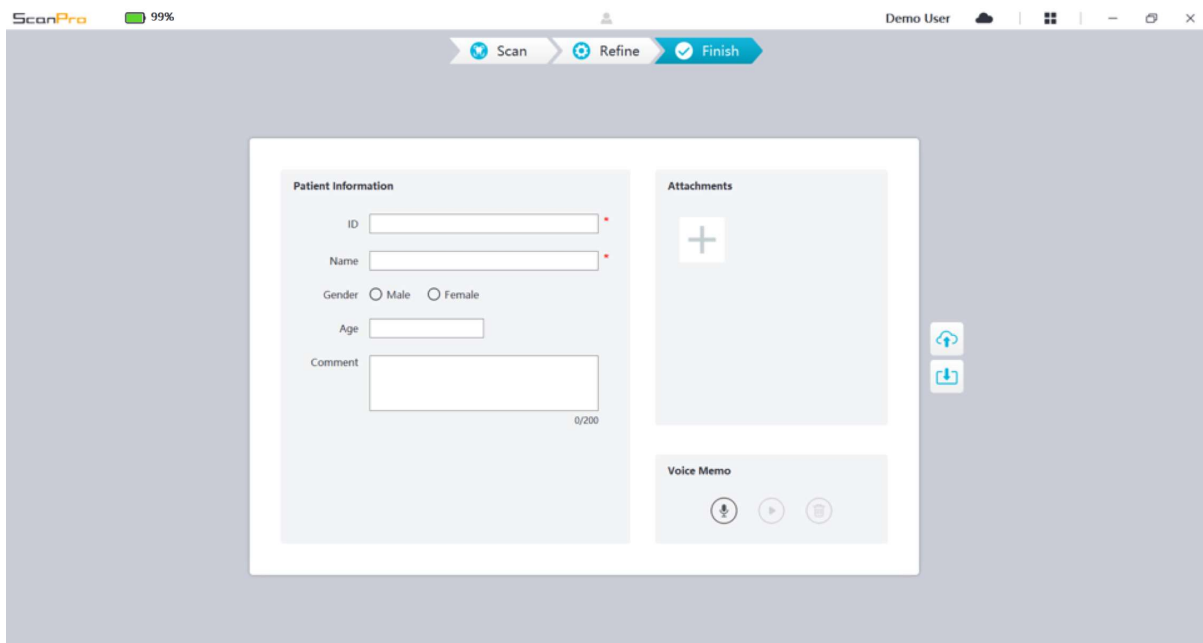 ScanPro 99% Demo User
Scan Refine Finish
Patient Information
ID *
Name *
Gender Male Female
Age
Comment
0/200
Attachments
Voice Memo